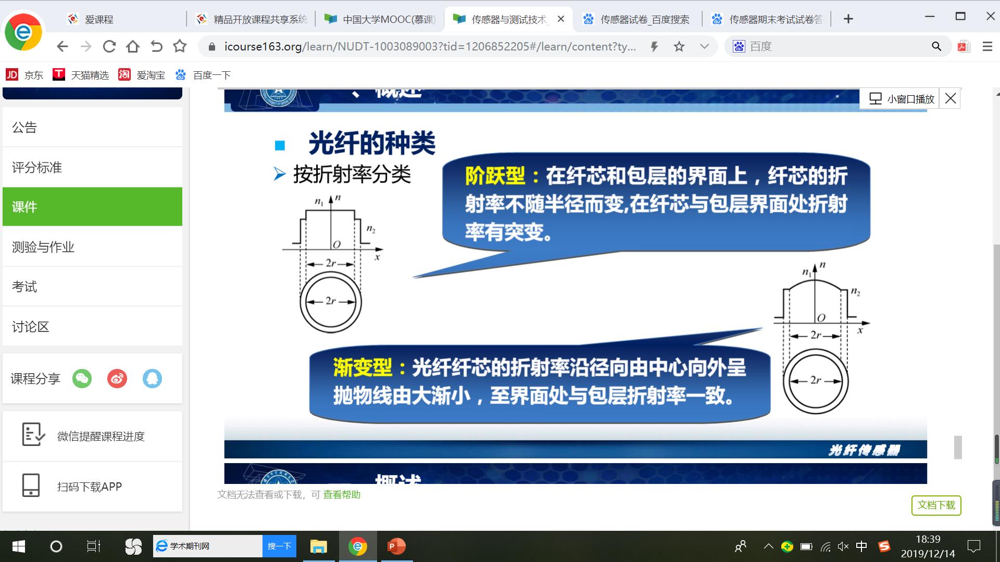 爱课程
精品开放课程共享系统
中国大学MOOC(慕课)
传感器与测试技术
传感器试卷_百度搜索
传感器期末考试试卷答
icourse163.org/learn/NUDT-1003089003?tid=1206852205#/learn/content?ty...
百度
JD 京东
T 天猫精选
淘 爱淘宝
百度一下
、概述
小窗口播放
公告
评分标准
课件
测验与作业
考试
讨论区
课程分享
微信提醒课程进度
扫码下载APP
光纤的种类
按折射率分类
阶跃型：在纤芯和包层的界面上，纤芯的折
射率不随半径而变,在纤芯与包层界面处折射
率有突变。
n₁ n
n₂
O
x
2r
2r
n₁ n
n₂
O
x
2r
2r
渐变型：光纤纤芯的折射率沿径向由中心向外呈
抛物线由大渐小，至界面处与包层折射率一致。
光纤传感器
概述
文档无法查看或下载，可 查看帮助
文档下载
学术期刊网
搜一下
中
18:39
2019/12/14